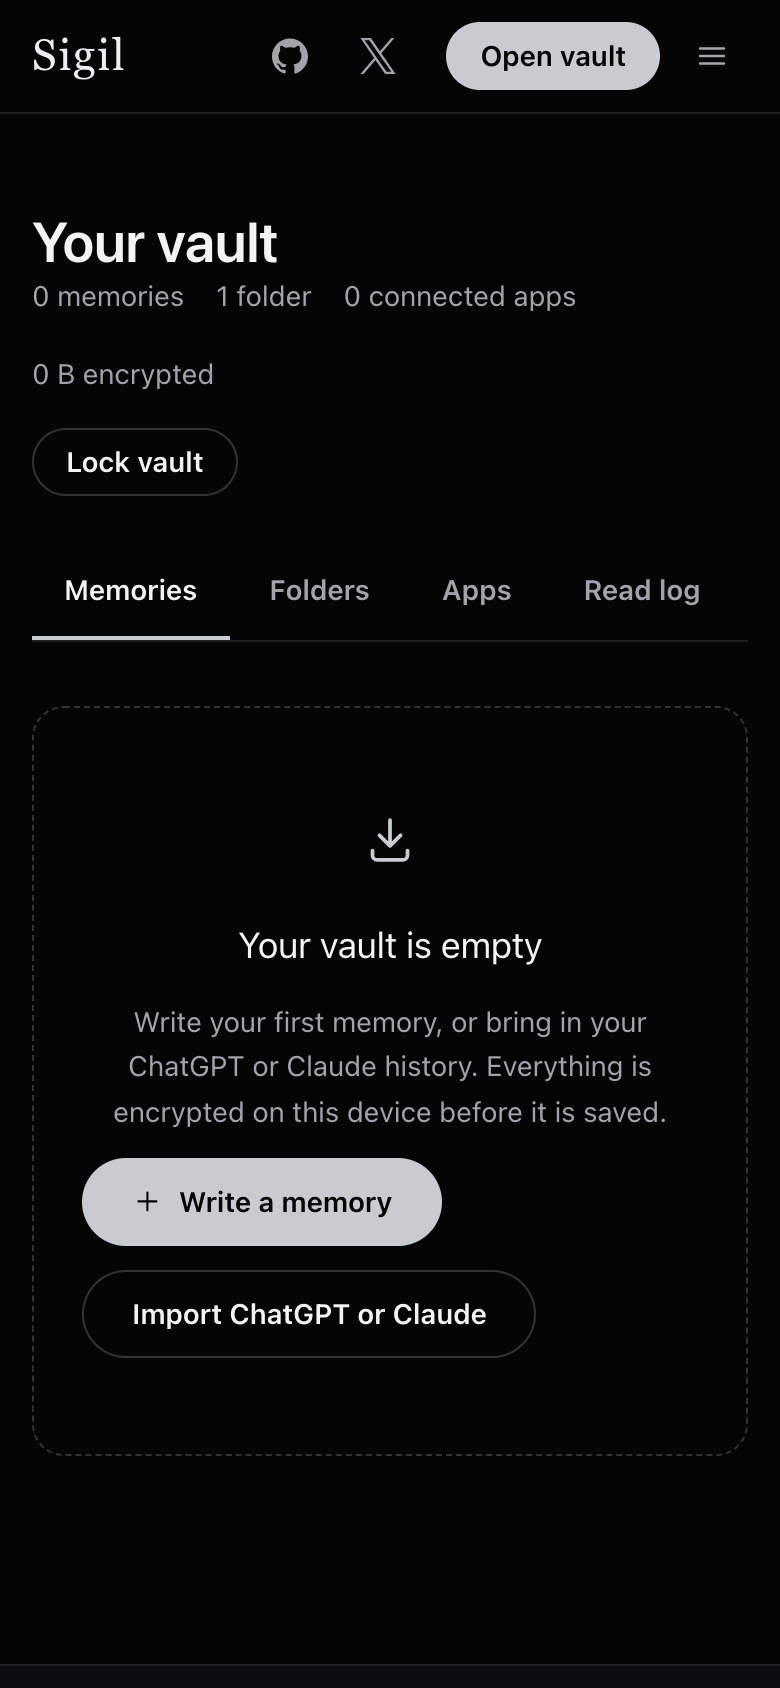 Sigil
Open vault
Your vault
0 memories 1 folder 0 connected apps
0 B encrypted
Lock vault
Memories Folders Apps Read log
Your vault is empty
Write your first memory, or bring in your
ChatGPT or Claude history. Everything is
encrypted on this device before it is saved.
Write a memory
Import ChatGPT or Claude